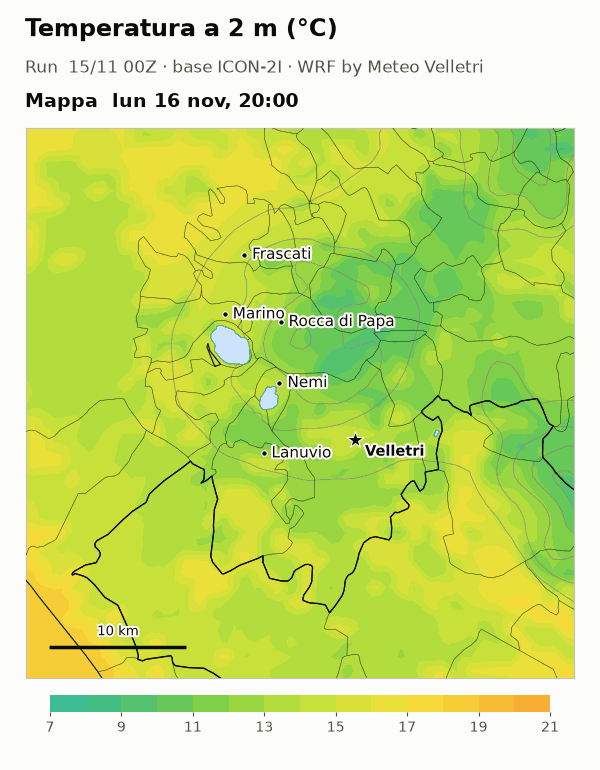 Temperatura a 2 m (°C)
Run  15/11 00Z · base ICON-2I · WRF by Meteo Velletri
Mappa  lun 16 nov, 20:00
Frascati
Marino
Rocca di Papa
Nemi
Velletri
Lanuvio
10 km
7 9 11 13 15 17 19 21